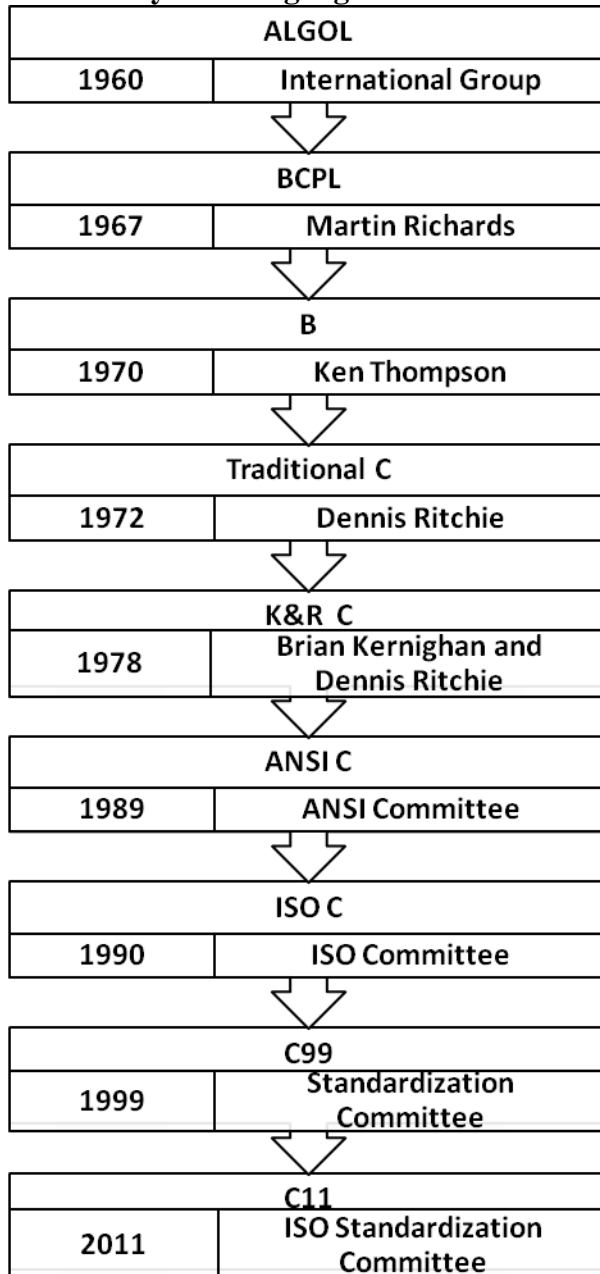 ALGOL
1960 International Group
BCPL
1967 Martin Richards
B
1970 Ken Thompson
Traditional C
1972 Dennis Ritchie
K&R C
1978 Brian Kernighan and
Dennis Ritchie
ANSI C
1989 ANSI Committee
ISO C
1990 ISO Committee
C99
1999 Standardization
Committee
C11
2011 ISO Standardization
Committee